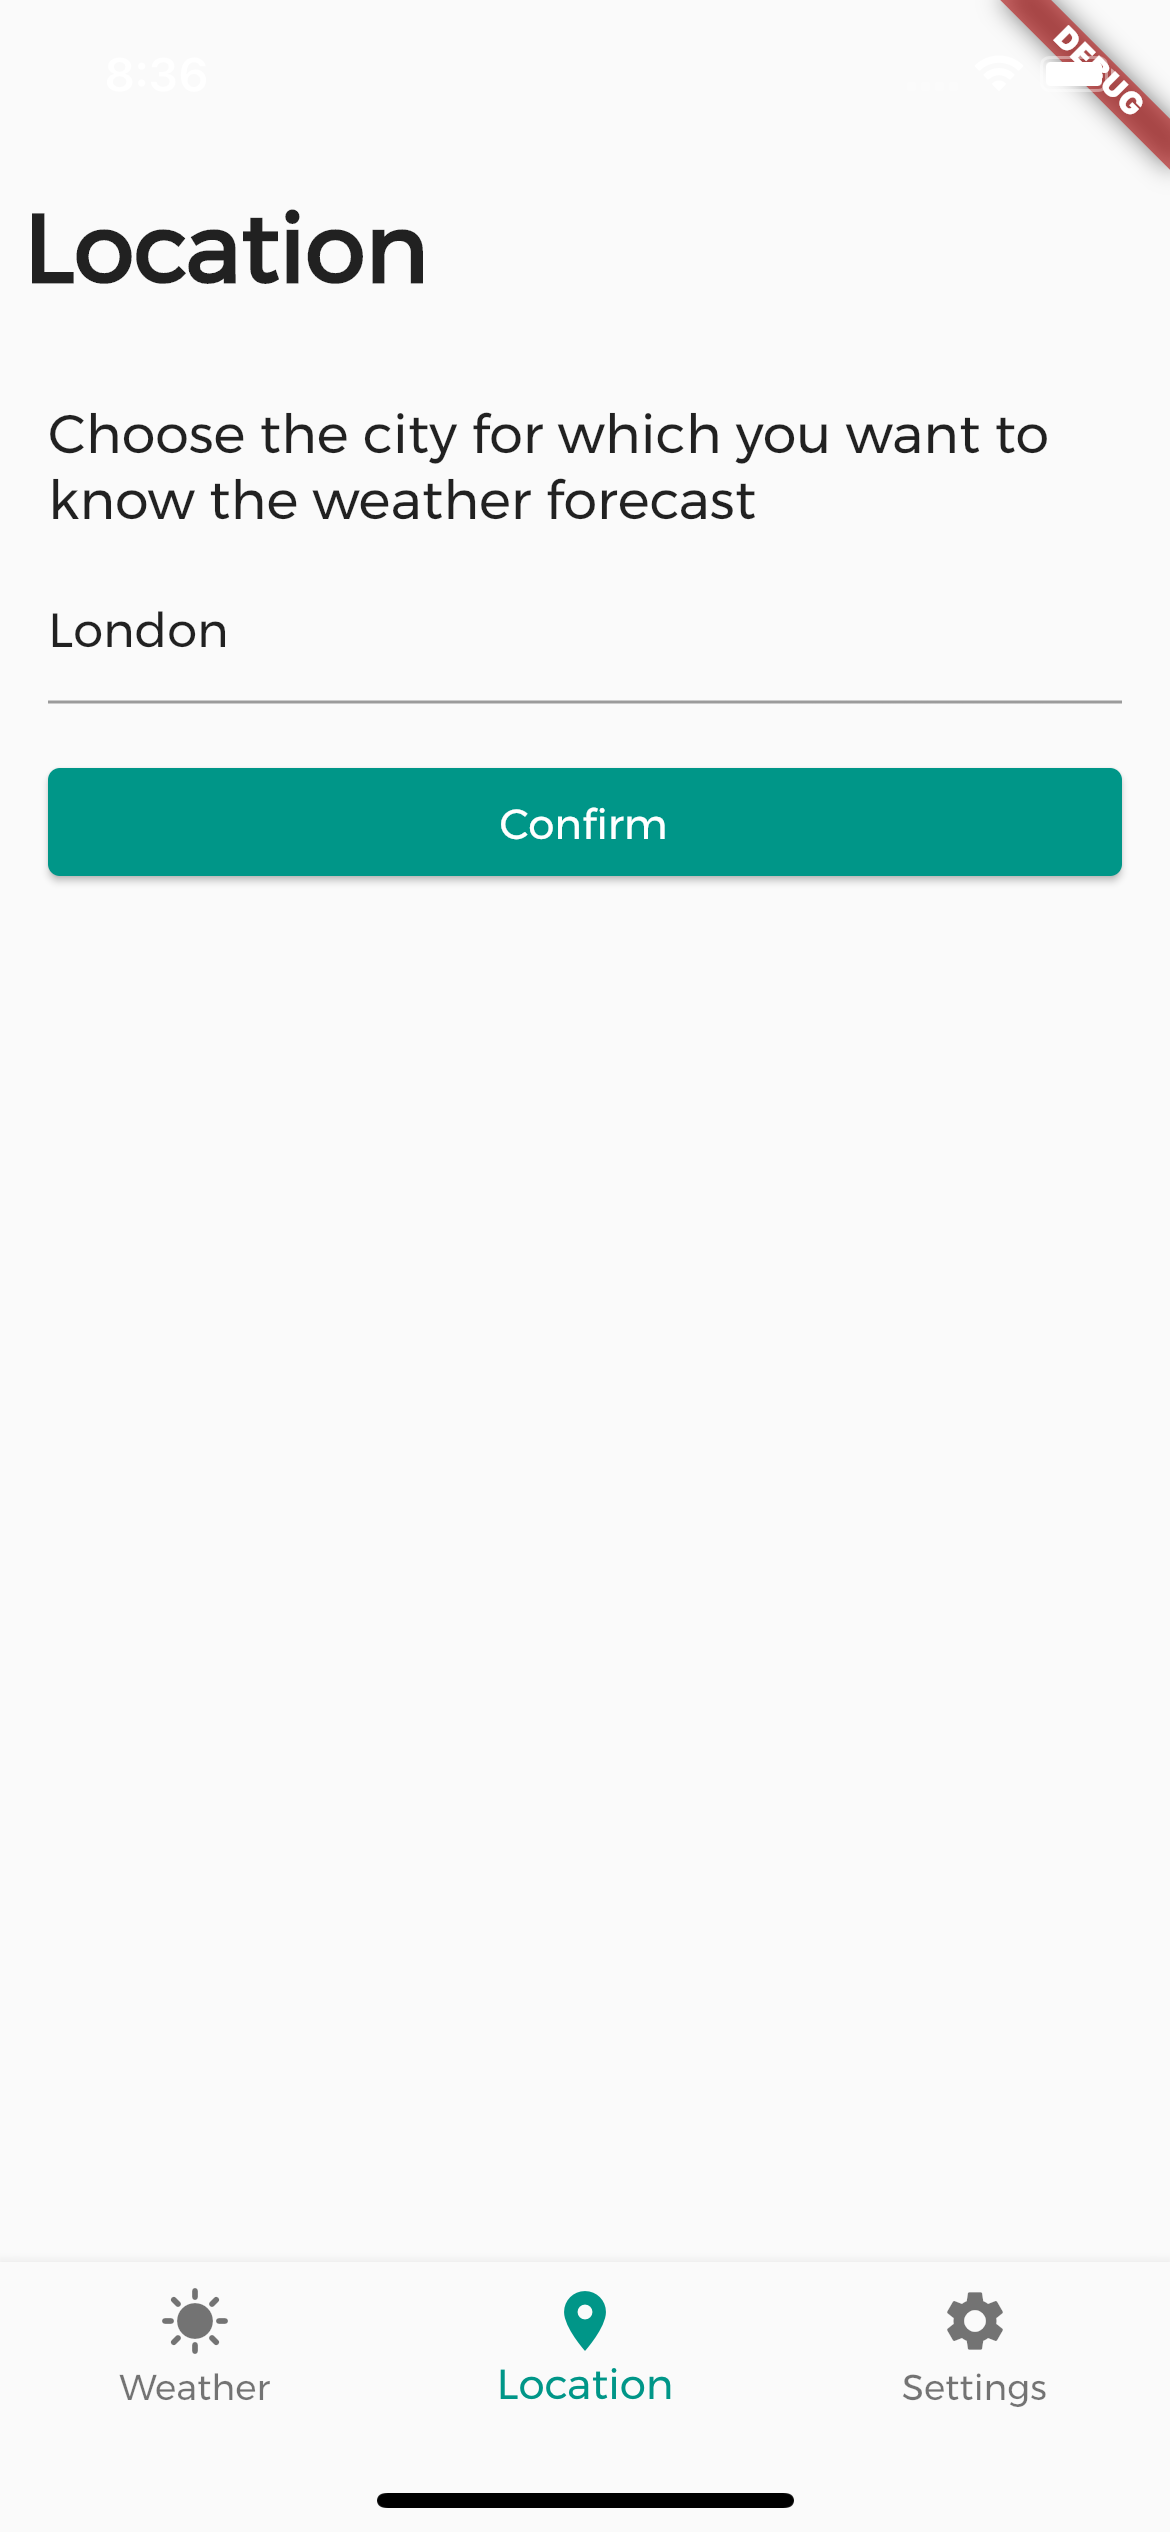 8:36
DEBUG
Location
Choose the city for which you want to
know the weather forecast
London
Confirm
Weather
Location
Settings